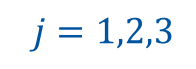 j = 1,2,3